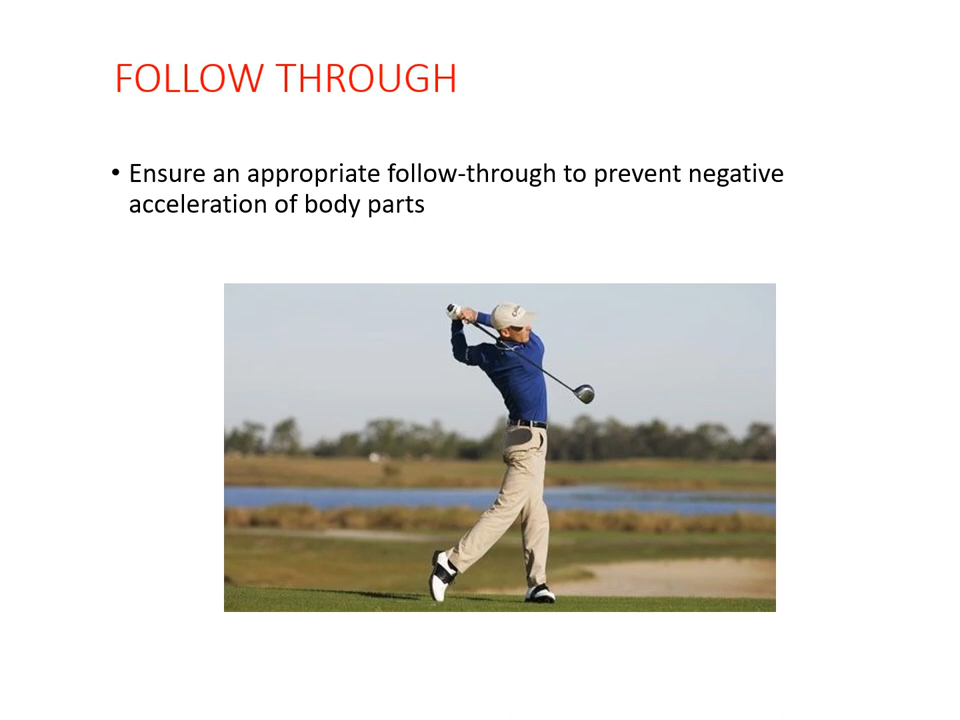 FOLLOW THROUGH
• Ensure an appropriate follow-through to prevent negative
acceleration of body parts